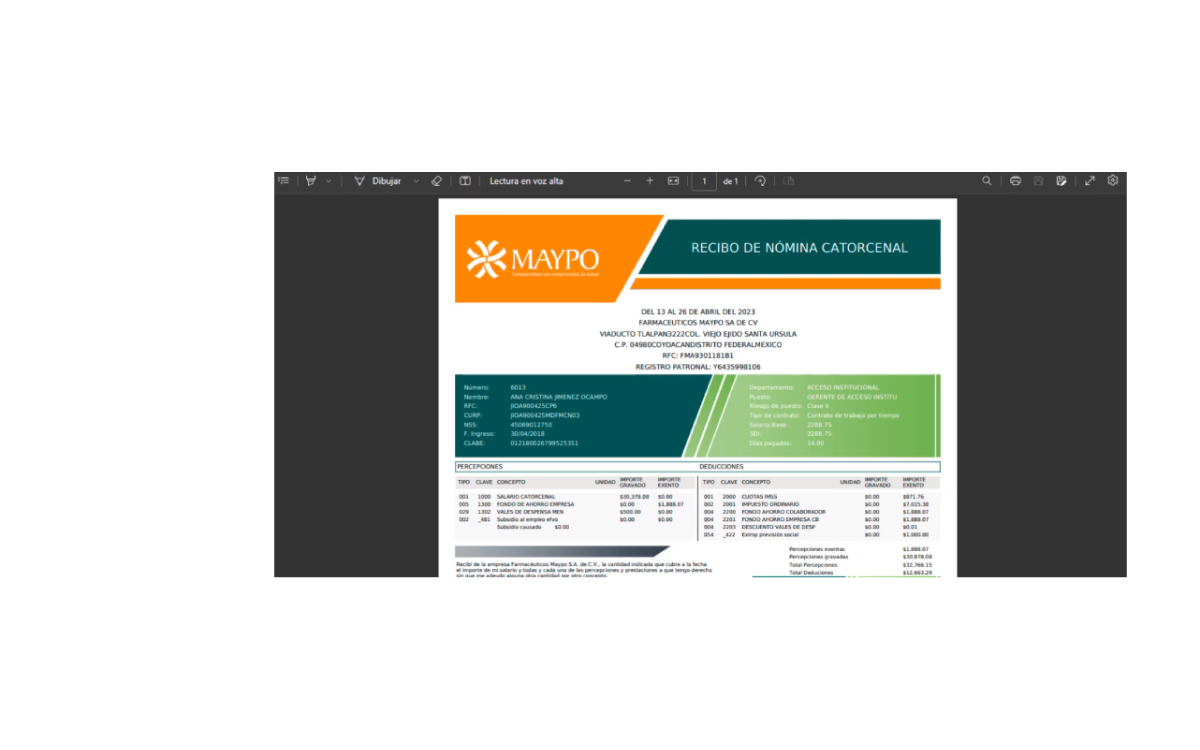 Dibujar
Lectura en voz alta
1 de 1
MAYPO
RECIBO DE NÓMINA CATORCENAL
DEL 13 AL 26 DE ABRIL DEL 2023
FARMACEUTICOS MAYPO SA DE CV
VIADUCTO TLALPAN3222COL. VIEJO EJIDO SANTA URSULA
C.P. 04980COYOACANDISTRITO FEDERALMEXICO
RFC: FMA9301181B1
REGISTRO PATRONAL: Y6435998106
Número: 6013
Nombre: ANA CRISTINA JIMENEZ OCAMPO
RFC: JIOA900425CP6
CURP: JIOA900425MDFMCN03
NSS: 45069012750
F. Ingreso: 30/04/2018
CLABE: 012180026799525351
Departamento: ACCESO INSTITUCIONAL
Puesto: GERENTE DE ACCESO INSTITU
Riesgo de puesto: Clase II
Tipo de contrato: Contrato de trabajo por tiempo
Salario Base: 2288.75
SDI: 2288.75
Días pagados: 14.00
PERCEPCIONES
TIPO CLAVE CONCEPTO UNIDAD IMPORTE GRAVADO IMPORTE EXENTO
001 1000 SALARIO CATORCENAL $30,378.08 $0.00
005 1300 FONDO DE AHORRO EMPRESA $0.00 $1,888.07
029 1302 VALES DE DESPENSA MEN $500.00 $0.00
002 _481 Subsidio al empleo efvo $0.00 $0.00
Subsidio causado $0.00
DEDUCCIONES
TIPO CLAVE CONCEPTO UNIDAD IMPORTE GRAVADO IMPORTE EXENTO
001 2000 CUOTAS IMSS $0.00 $871.76
002 2001 IMPUESTO ORDINARIO $0.00 $7,015.38
004 2200 FONDO AHORRO COLABORADOR $0.00 $1,888.07
004 2201 FONDO AHORRO EMPRESA CB $0.00 $1,888.07
004 2203 DESCUENTO VALES DE DESP $0.00 $0.01
054 _422 Eximp previsión social $0.00 $1,000.00
Percepciones exentas $1,888.07
Percepciones gravadas $30,878.08
Total Percepciones $32,766.15
Total Deduciones $12,663.29
Recibí de la empresa Farmacéuticos Maypo S.A. de C.V., la cantidad indicada que cubre a la fecha
el importe de mi salario y todas y cada una de las percepciones y prestaciones a que tengo derecho
sin que me adeudo alguna otra cantidad por otro concepto.